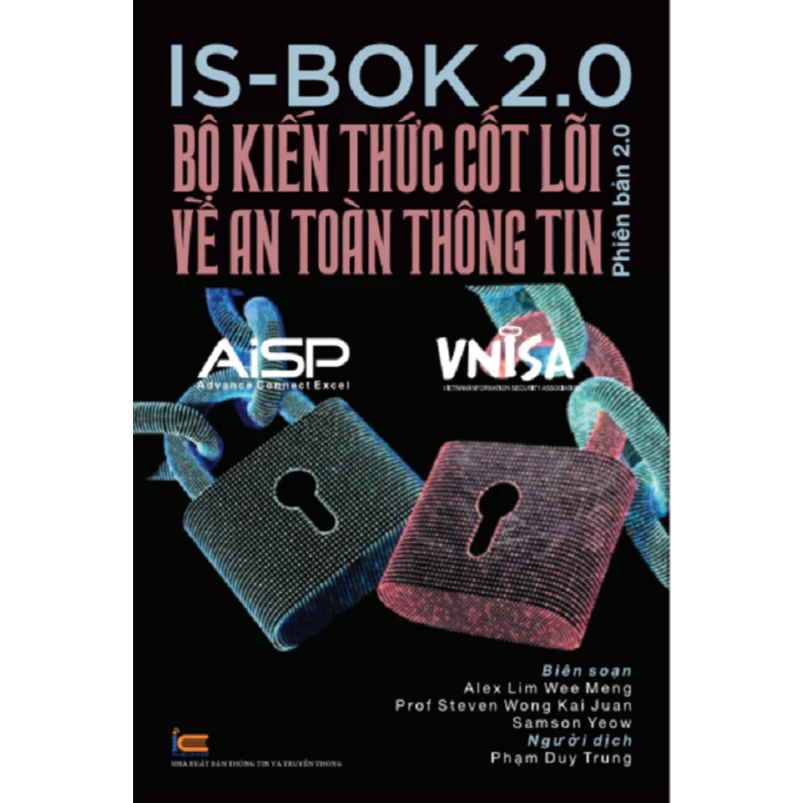 IS-BOK 2.0
BỘ KIẾN THỨC CỐT LÕI
VỀ AN TOÀN THÔNG TIN
Phiên bản 2.0
AiSP
Advance Connect Excel
VNISA
VIETNAM INFORMATION SECURITY ASSOCIATION
Biên soạn
Alex Lim Wee Meng
Prof Steven Wong Kai Juan
Samson Yeow
Người dịch
Phạm Duy Trung
NHÀ XUẤT BẢN THÔNG TIN VÀ TRUYỀN THÔNG